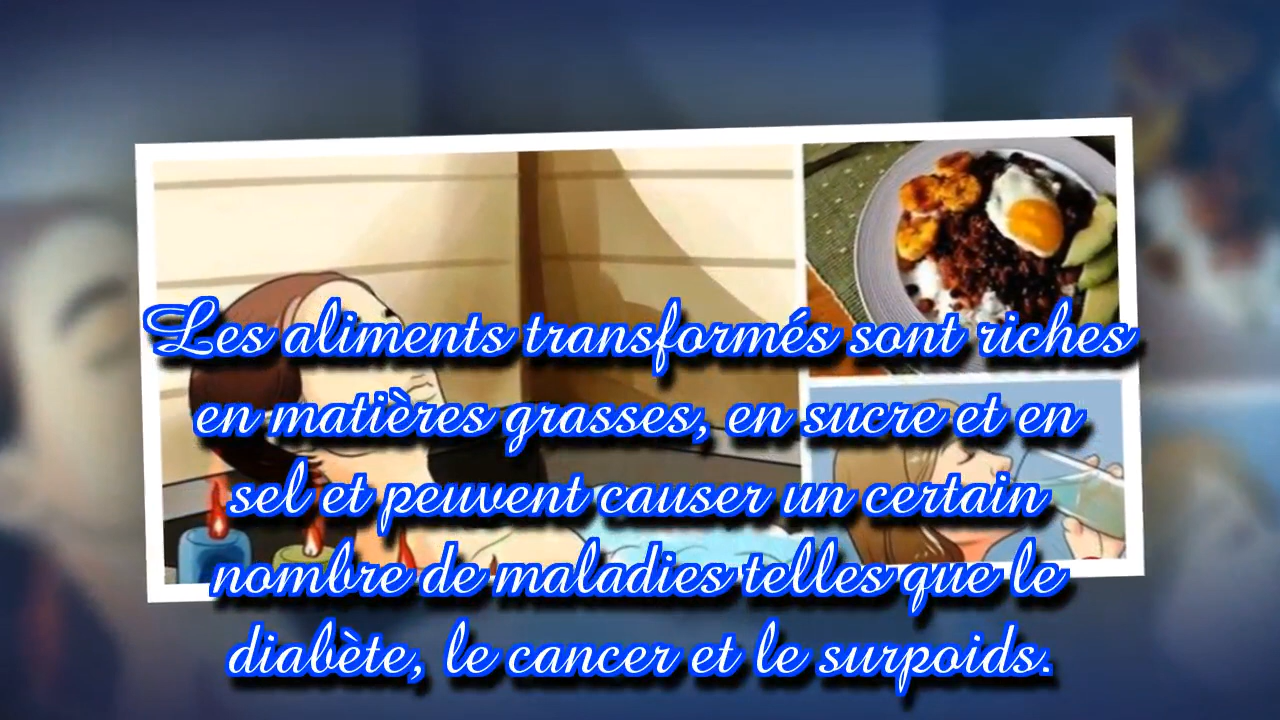 Les aliments transformés sont riches
en matières grasses, en sucre et en
sel et peuvent causer un certain
nombre de maladies telles que le
diabète, le cancer et le surpoids.